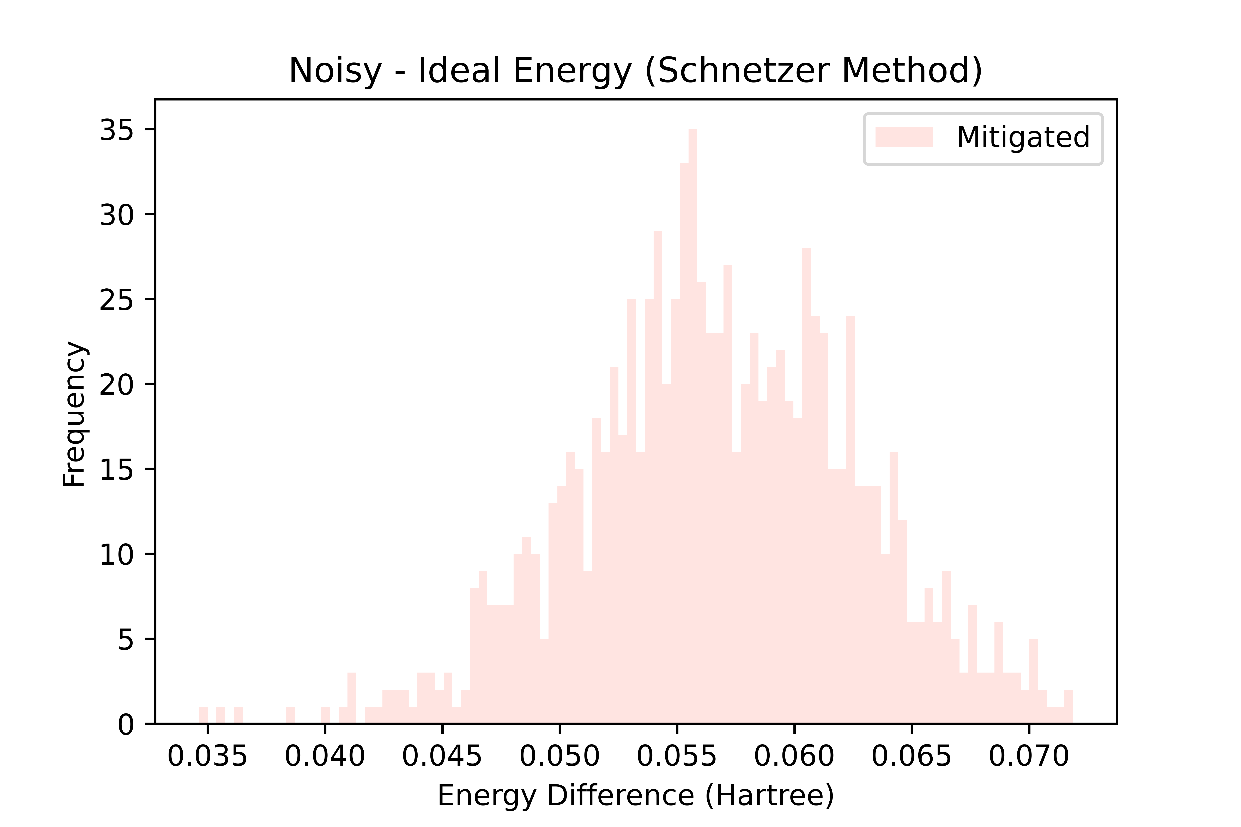 Noisy - Ideal Energy (Schnetzer Method)
Mitigated
35
30
25
20
15
10
5
0
Frequency
0.035 0.040 0.045 0.050 0.055 0.060 0.065 0.070
Energy Difference (Hartree)